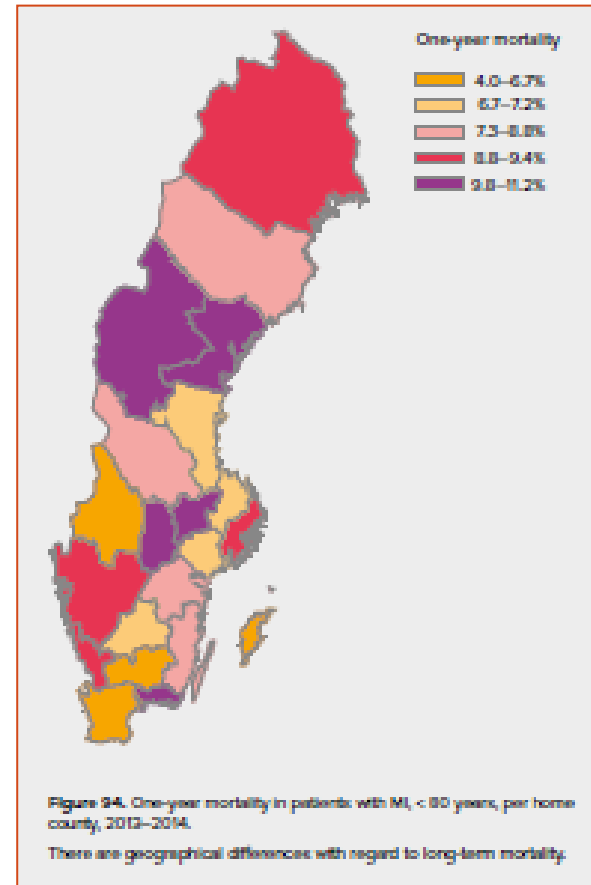 One-year mortality
4.0–6.7%
6.7–7.2%
7.3–8.8%
8.8–9.4%
9.8–11.2%
Figure 94. One-year mortality in patients with MI, < 80 years, per home
county, 2013–2014.
There are geographical differences with regard to long-term mortality.